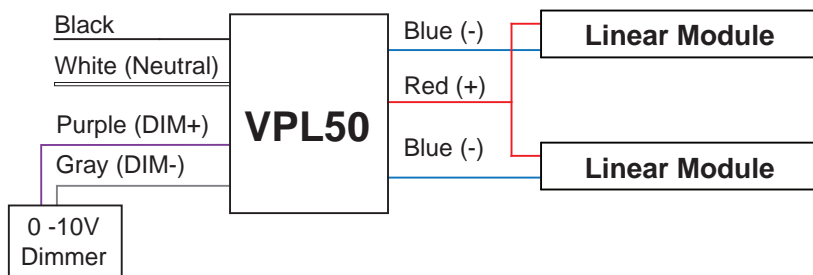 Black
White (Neutral)
Purple (DIM+)
Gray (DIM-)
0 -10V
Dimmer
VPL50
Blue (-)
Red (+)
Blue (-)
Linear Module
Linear Module